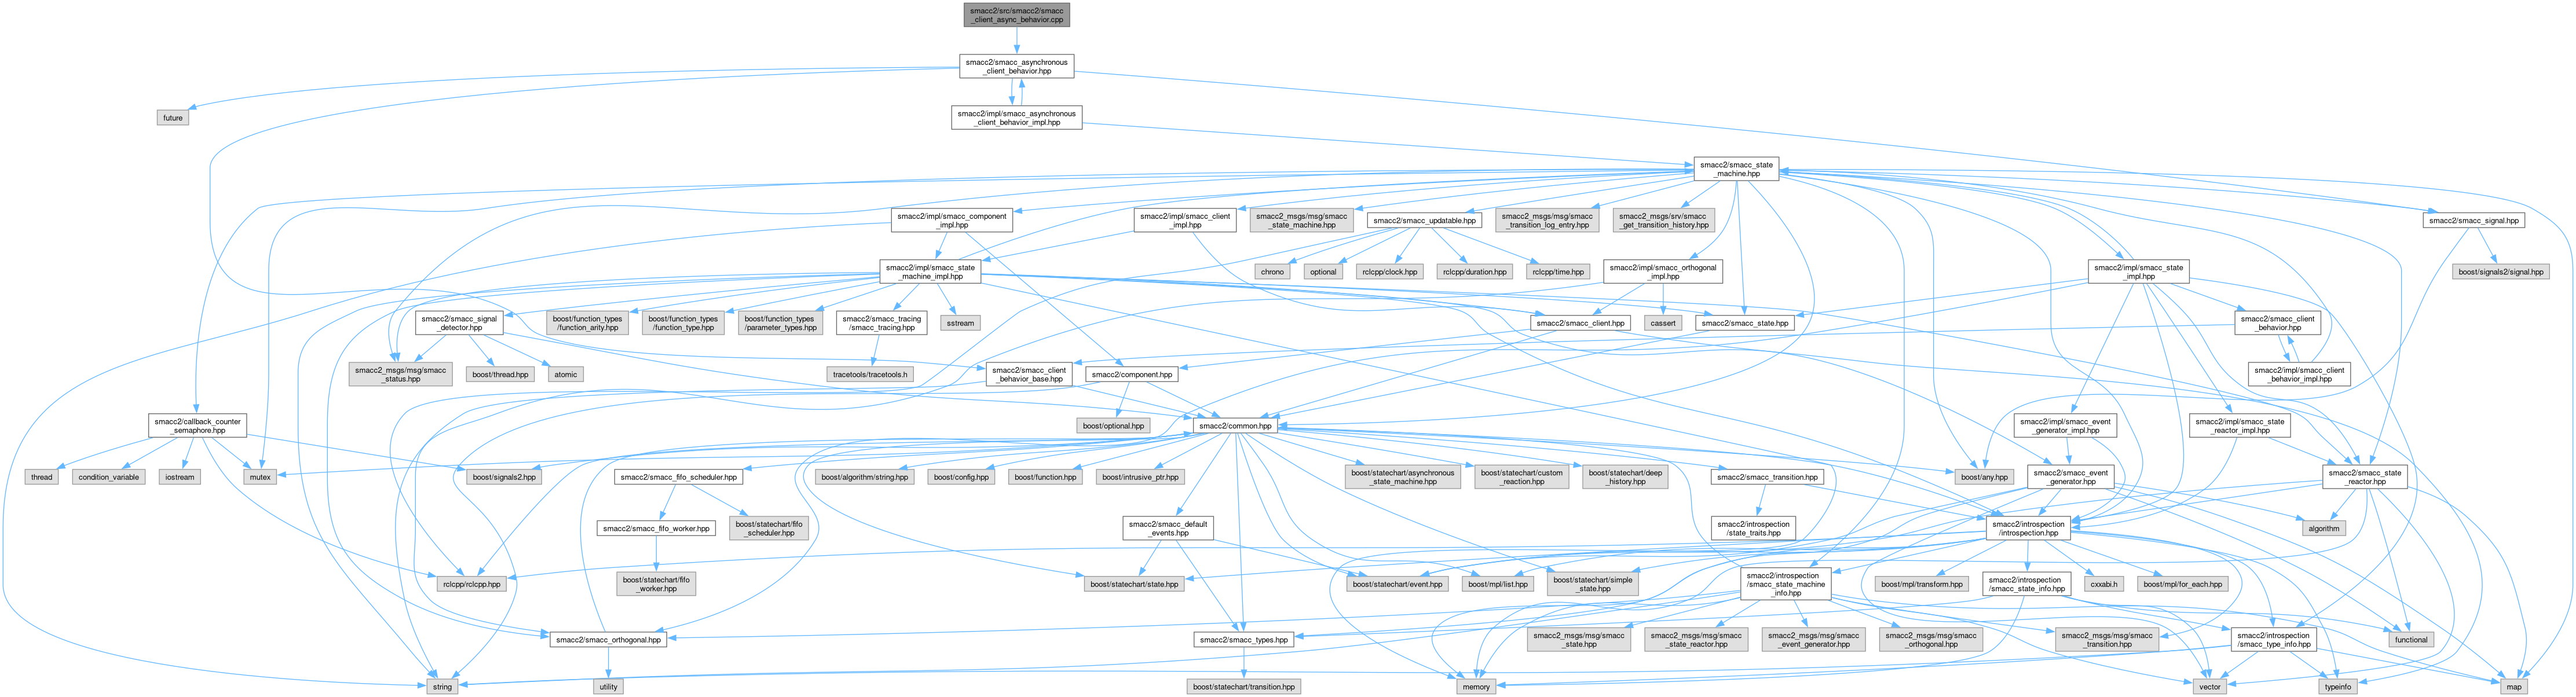 smacc2/src/smacc2/smacc
_client_async_behavior.cpp
smacc2/smacc_asynchronous
_client_behavior.hpp
future
smacc2/impl/smacc_asynchronous
_client_behavior_impl.hpp
smacc2/smacc_state
_machine.hpp
smacc2/impl/smacc_component
_impl.hpp
smacc2/impl/smacc_client
_impl.hpp
smacc2_msgs/msg/smacc
_state_machine.hpp
smacc2/smacc_updatable.hpp
smacc2_msgs/msg/smacc
_transition_log_entry.hpp
smacc2_msgs/srv/smacc
_get_transition_history.hpp
smacc2/smacc_signal.hpp
smacc2/impl/smacc_state
_machine_impl.hpp
chrono
optional
rclcpp/clock.hpp
rclcpp/duration.hpp
rclcpp/time.hpp
smacc2/impl/smacc_orthogonal
_impl.hpp
smacc2/impl/smacc_state
_impl.hpp
boost/signals2/signal.hpp
smacc2/smacc_signal
_detector.hpp
boost/function_types
/function_arity.hpp
boost/function_types
/function_type.hpp
boost/function_types
/parameter_types.hpp
smacc2/smacc_tracing
/smacc_tracing.hpp
sstream
smacc2/smacc_client.hpp
cassert
smacc2/smacc_state.hpp
smacc2/smacc_client
_behavior.hpp
smacc2_msgs/msg/smacc
_status.hpp
boost/thread.hpp
atomic
tracetools/tracetools.h
smacc2/smacc_client
_behavior_base.hpp
smacc2/component.hpp
smacc2/impl/smacc_client
_behavior_impl.hpp
smacc2/callback_counter
_semaphore.hpp
boost/optional.hpp
smacc2/common.hpp
smacc2/impl/smacc_event
_generator_impl.hpp
smacc2/impl/smacc_state
_reactor_impl.hpp
thread
condition_variable
iostream
mutex
boost/signals2.hpp
smacc2/smacc_fifo_scheduler.hpp
boost/algorithm/string.hpp
boost/config.hpp
boost/function.hpp
boost/intrusive_ptr.hpp
boost/statechart/asynchronous
_state_machine.hpp
boost/statechart/custom
_reaction.hpp
boost/statechart/deep
_history.hpp
smacc2/smacc_transition.hpp
boost/any.hpp
smacc2/smacc_event
_generator.hpp
smacc2/smacc_state
_reactor.hpp
smacc2/smacc_fifo_worker.hpp
boost/statechart/fifo
_scheduler.hpp
smacc2/smacc_default
_events.hpp
smacc2/introspection
/state_traits.hpp
smacc2/introspection
/introspection.hpp
algorithm
rclcpp/rclcpp.hpp
boost/statechart/fifo
_worker.hpp
boost/statechart/state.hpp
boost/statechart/event.hpp
boost/mpl/list.hpp
boost/statechart/simple
_state.hpp
smacc2/introspection
/smacc_state_machine
_info.hpp
boost/mpl/transform.hpp
smacc2/introspection
/smacc_state_info.hpp
cxxabi.h
boost/mpl/for_each.hpp
smacc2/smacc_orthogonal.hpp
smacc2/smacc_types.hpp
smacc2_msgs/msg/smacc
_state.hpp
smacc2_msgs/msg/smacc
_state_reactor.hpp
smacc2_msgs/msg/smacc
_event_generator.hpp
smacc2_msgs/msg/smacc
_orthogonal.hpp
smacc2_msgs/msg/smacc
_transition.hpp
smacc2/introspection
/smacc_type_info.hpp
functional
string
utility
boost/statechart/transition.hpp
memory
vector
typeinfo
map